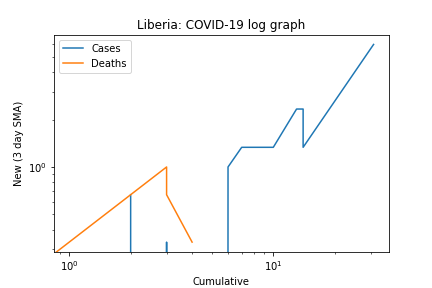 Liberia: COVID-19 log graph
Cases
Deaths
New (3 day SMA)
10⁰
10⁰
10¹
Cumulative